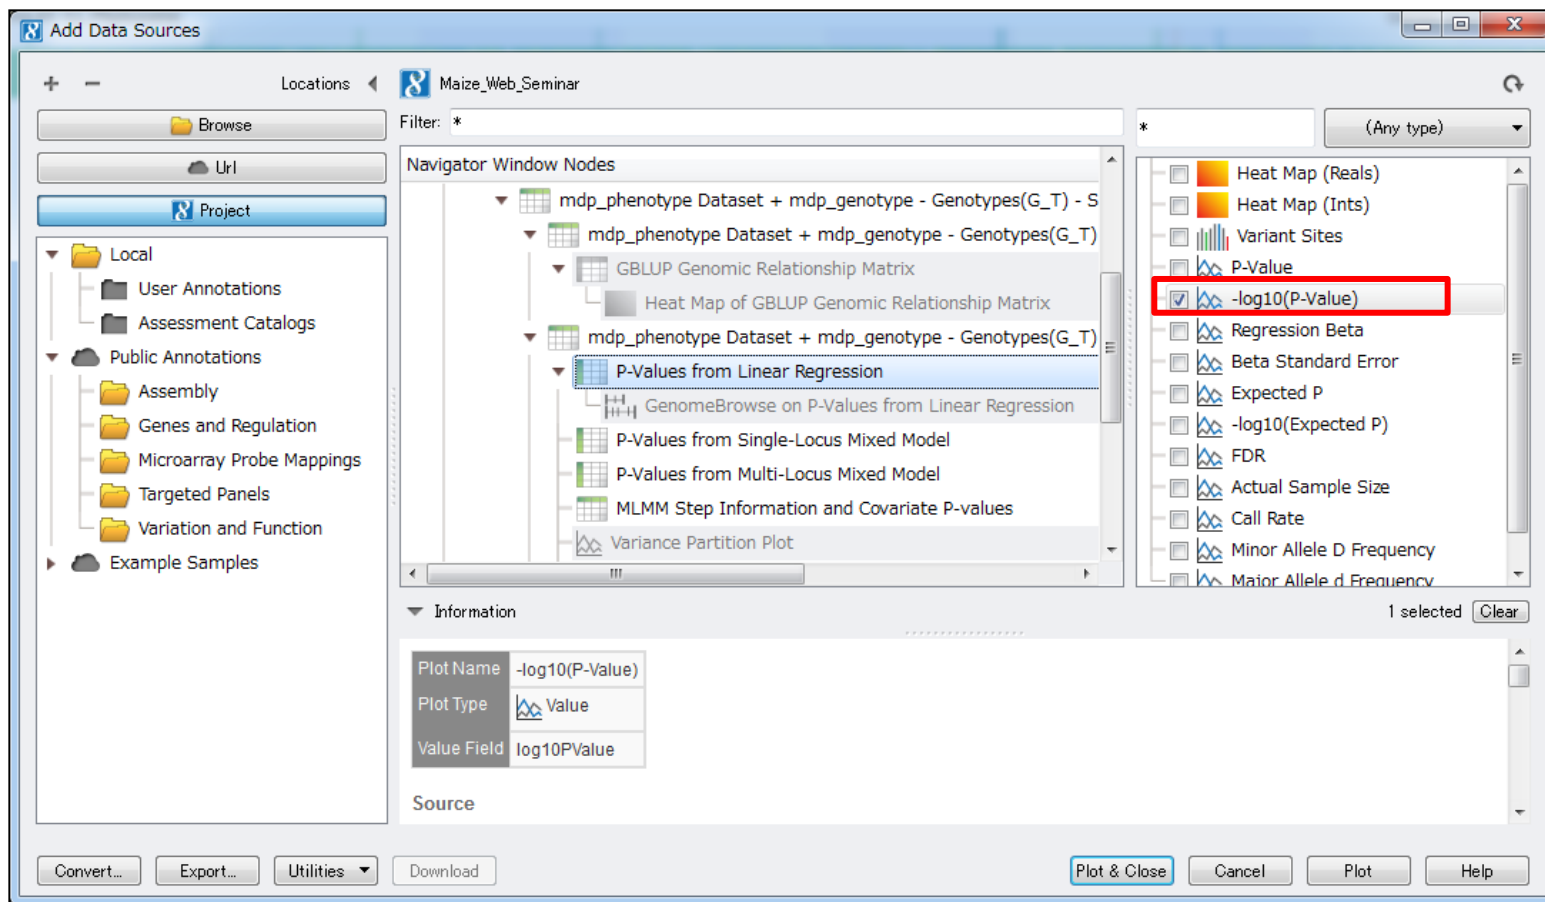 Add Data Sources
Locations
Maize_Web_Seminar
Browse
Url
Project
Filter: *
*
(Any type)
Local
User Annotations
Assessment Catalogs
Public Annotations
Assembly
Genes and Regulation
Microarray Probe Mappings
Targeted Panels
Variation and Function
Example Samples
Navigator Window Nodes
mdp_phenotype Dataset + mdp_genotype - Genotypes(G_T) - S
mdp_phenotype Dataset + mdp_genotype - Genotypes(G_T)
GBLUP Genomic Relationship Matrix
Heat Map of GBLUP Genomic Relationship Matrix
mdp_phenotype Dataset + mdp_genotype - Genotypes(G_T)
P-Values from Linear Regression
GenomeBrowse on P-Values from Linear Regression
P-Values from Single-Locus Mixed Model
P-Values from Multi-Locus Mixed Model
MLMM Step Information and Covariate P-values
Variance Partition Plot
Heat Map (Reals)
Heat Map (Ints)
Variant Sites
P-Value
-log10(P-Value)
Regression Beta
Beta Standard Error
Expected P
-log10(Expected P)
FDR
Actual Sample Size
Call Rate
Minor Allele D Frequency
Major Allele d Frequency
Information
1 selected
Clear
Plot Name -log10(P-Value)
Plot Type Value
Value Field log10PValue
Source
Convert...
Export...
Utilities
Download
Plot & Close
Cancel
Plot
Help